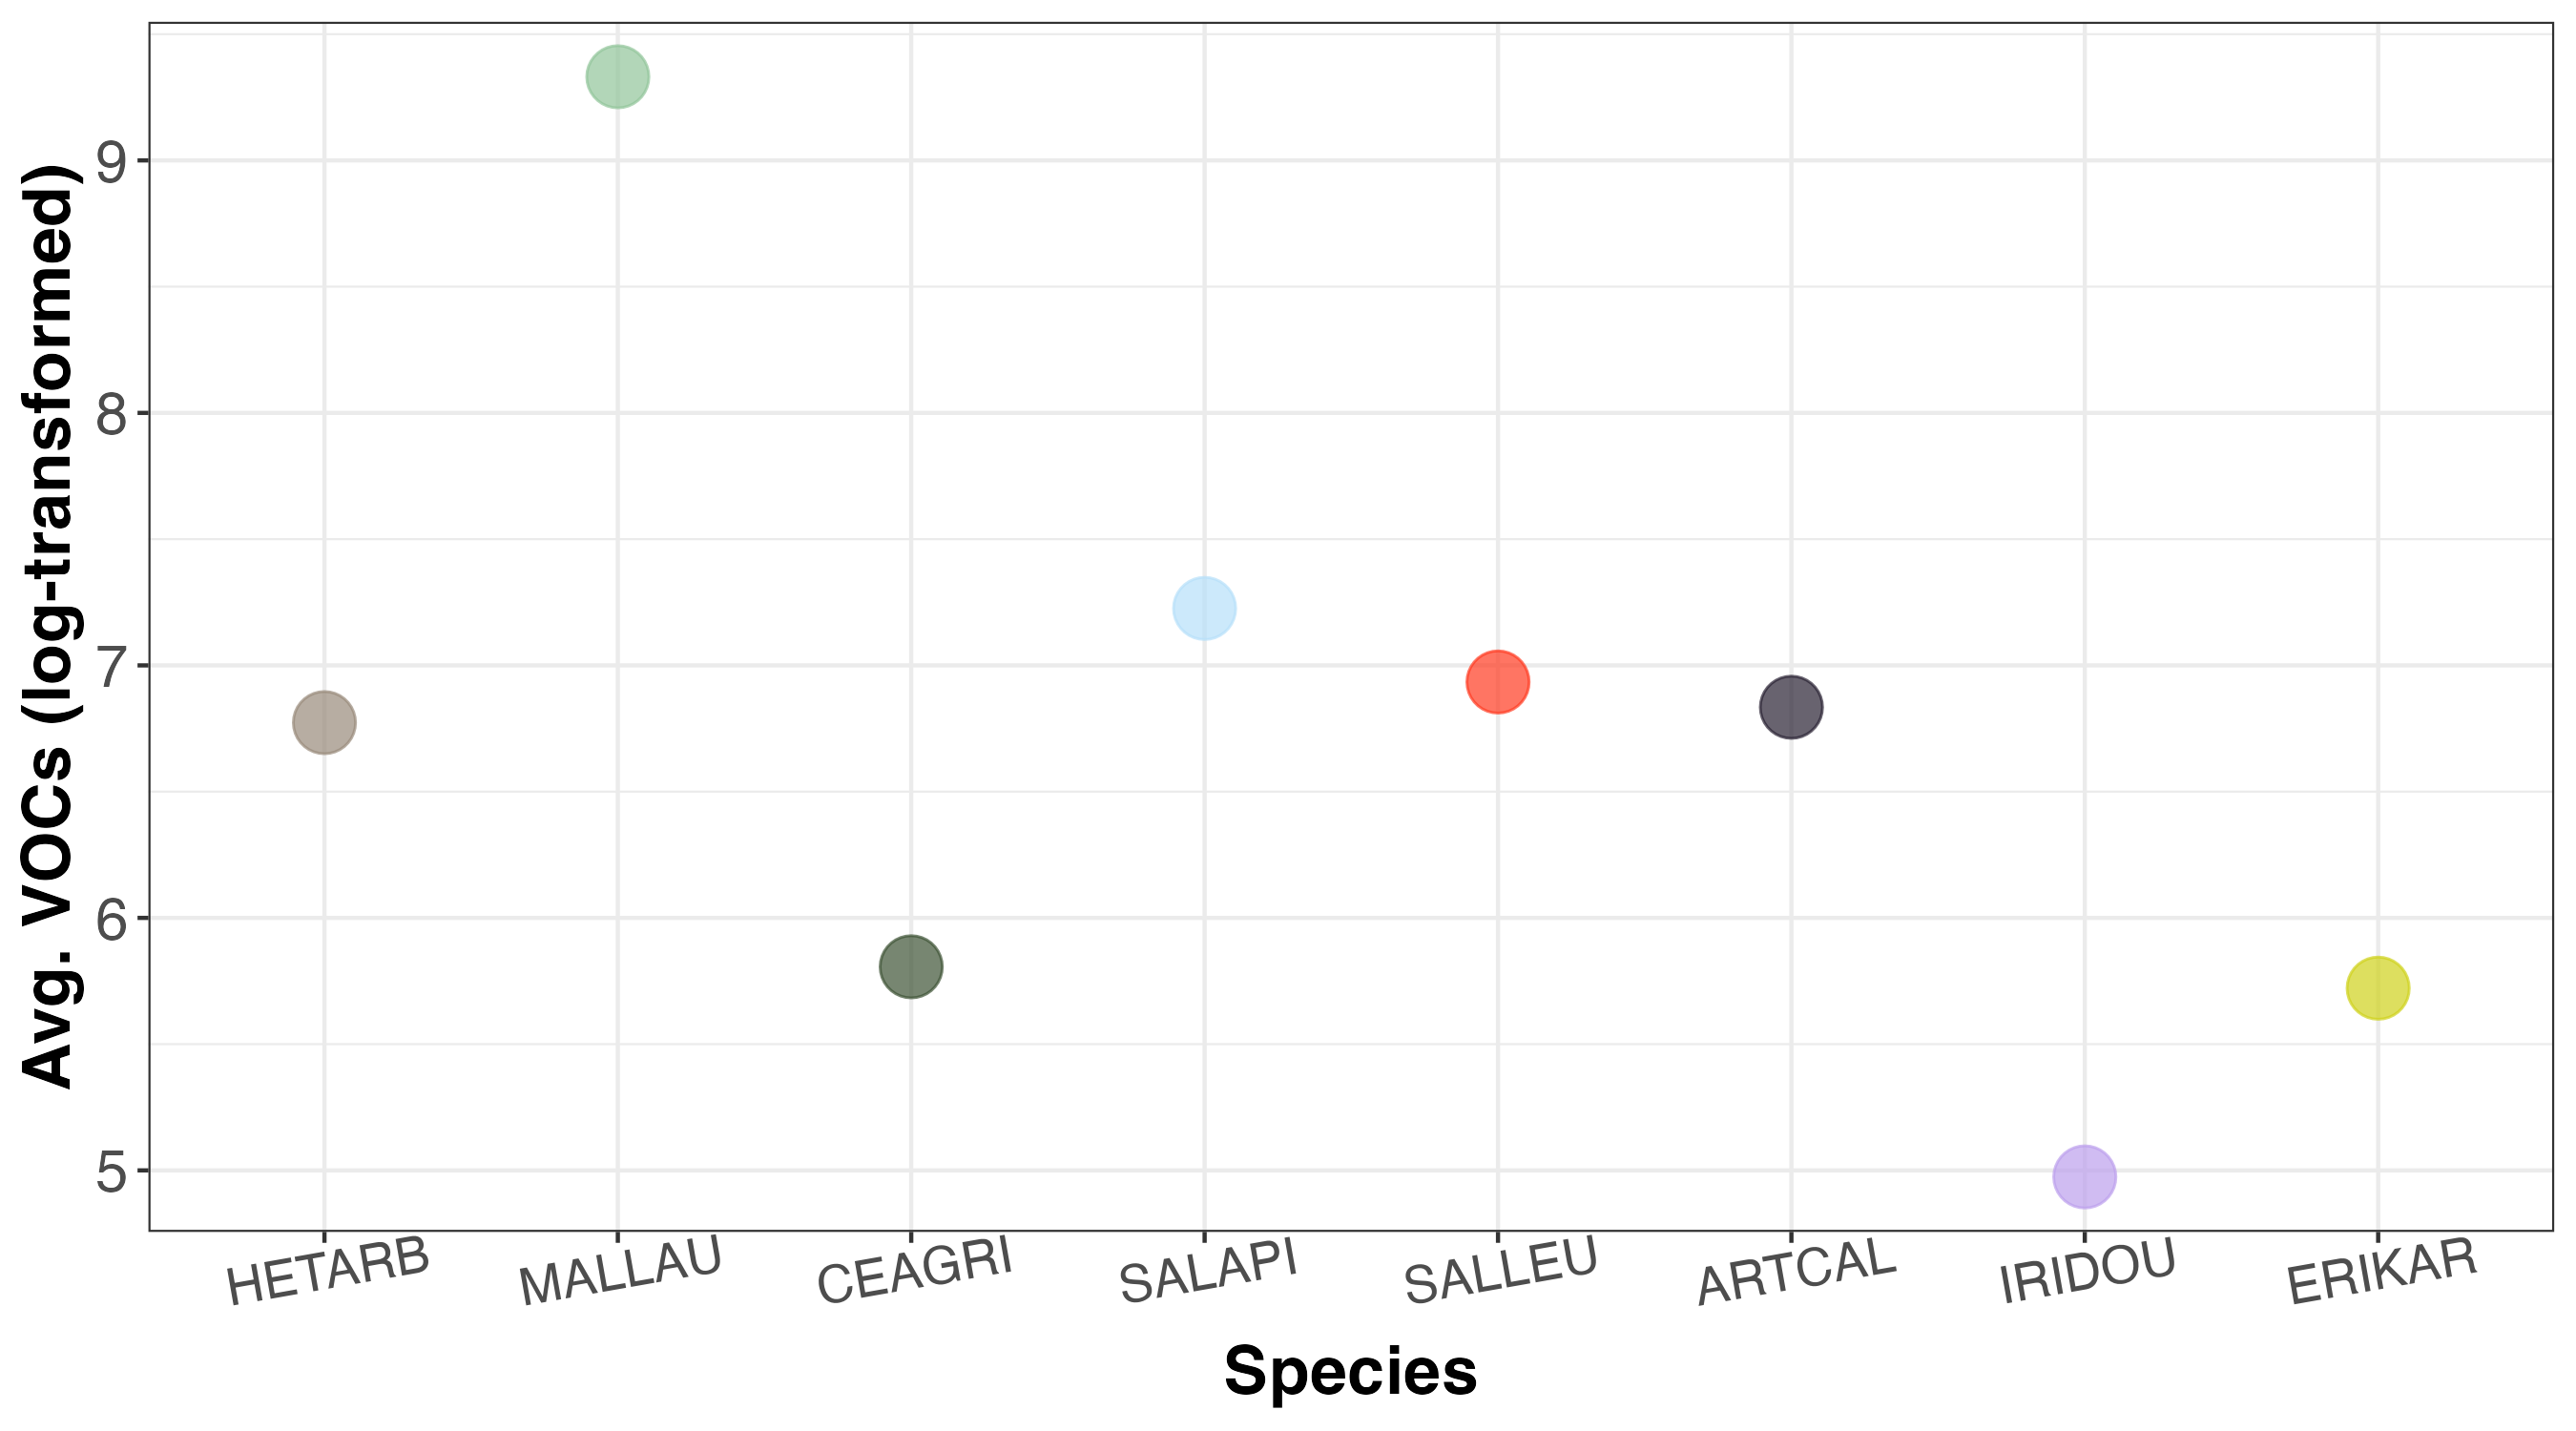 Avg. VOCs (log-transformed)
9
8
7
6
5
HETARB MALLAU CEAGRI SALAPI SALLEU ARTCAL IRIDOU ERIKAR
Species